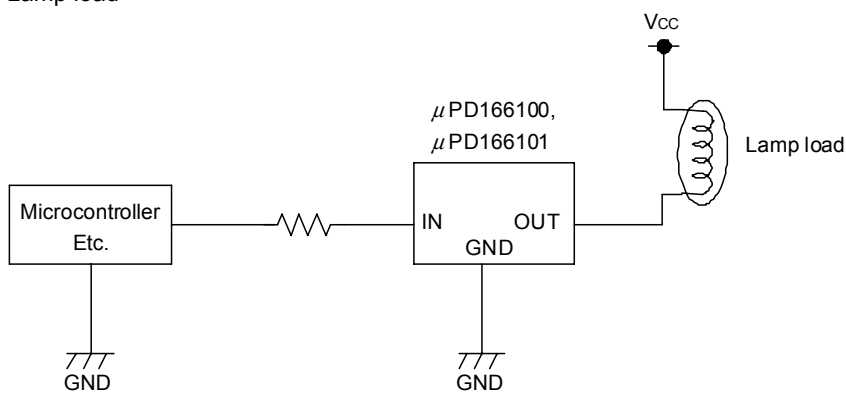 Lamp load
VCC
μPD166100,
μPD166101
Lamp load
Microcontroller
Etc.
IN OUT
GND
GND
GND